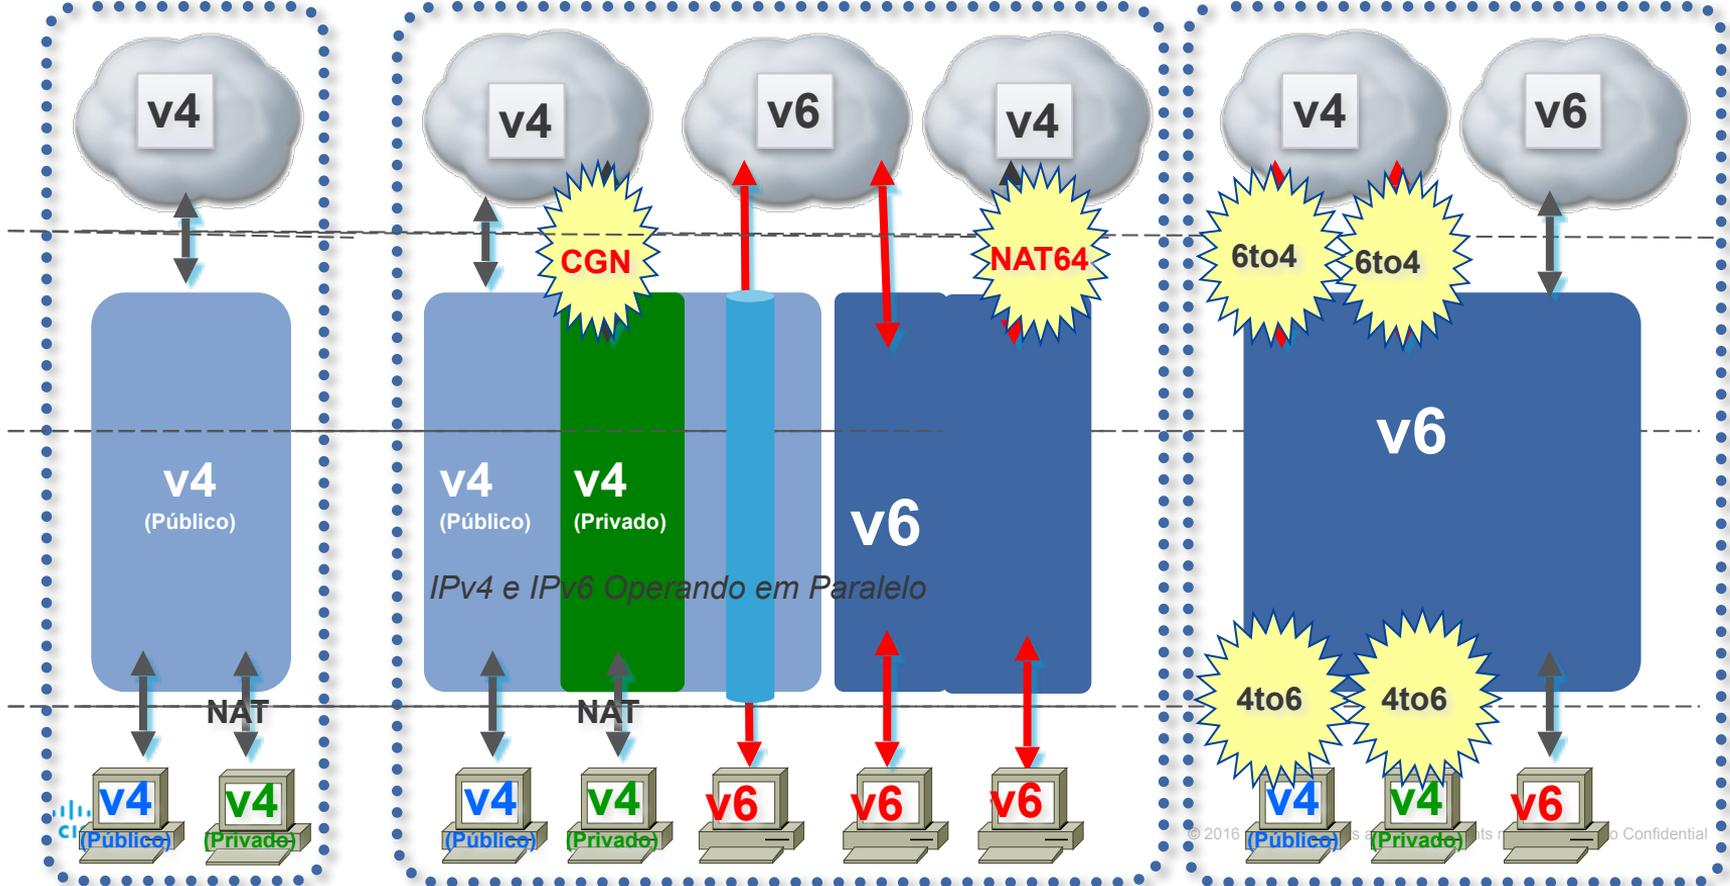 v4
v4
v6
v4
v4
v6
CGN
NAT64
6to4
6to4
v4
(Público)
v4
(Público)
v4
(Privado)
v6
v6
IPv4 e IPv6 Operando em Paralelo
NAT
NAT
4to6
4to6
v4
(Público)
v4
(Privado)
v4
(Público)
v4
(Privado)
v6
v6
v6
v4
(Público)
v4
(Privado)
v6
© 2016
Confidential